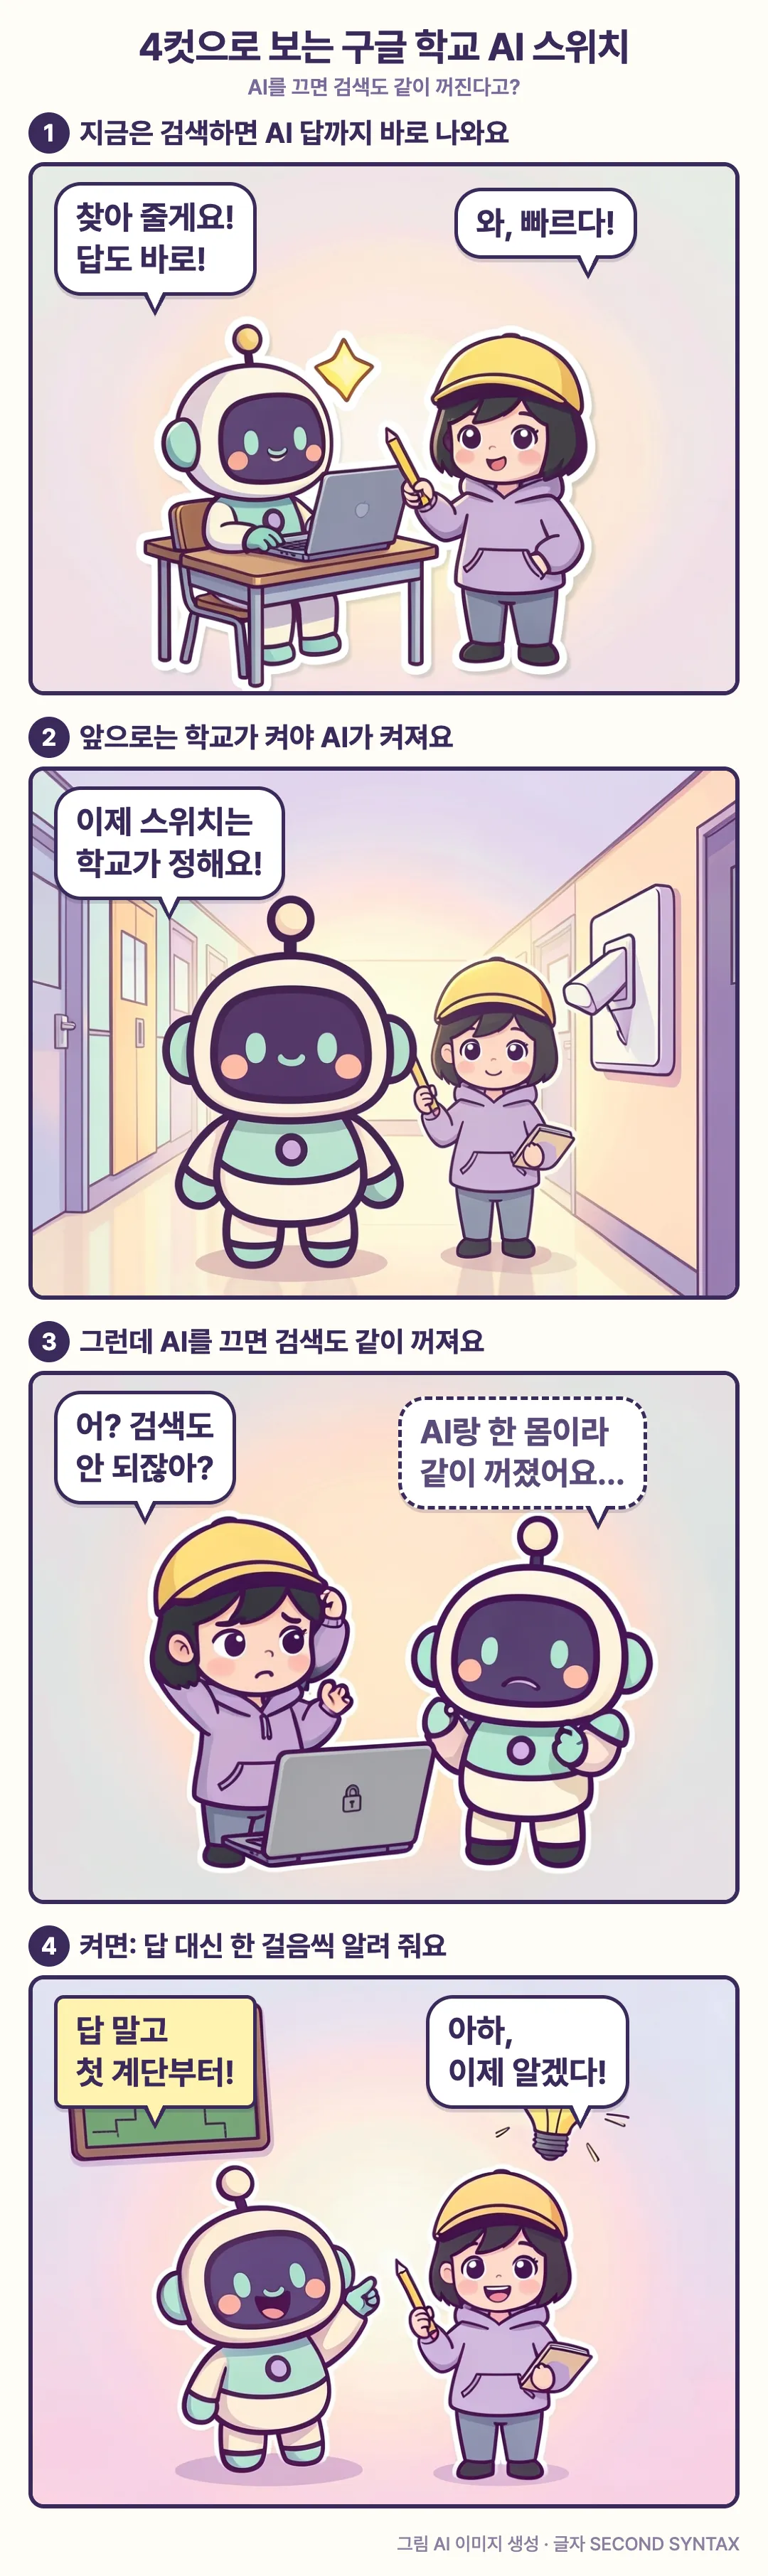 4컷으로 보는 구글 학교 AI 스위치
AI를 끄면 검색도 같이 꺼진다고?
1 지금은 검색하면 AI 답까지 바로 나와요
찾아 줄게요!
답도 바로!
와, 빠르다!
2 앞으로는 학교가 켜야 AI가 켜져요
이제 스위치는
학교가 정해요!
3 그런데 AI를 끄면 검색도 같이 꺼져요
어? 검색도
안 되잖아?
AI랑 한 몸이라
같이 꺼졌어요...
4 켜면: 답 대신 한 걸음씩 알려 줘요
답 말고
첫 계단부터!
아하,
이제 알겠다!
그림 AI 이미지 생성 · 글자 SECOND SYNTAX